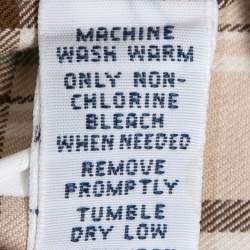 MACHINE
WASH WARM
ONLY NON-
CHLORINE
BLEACH
WHEN NEEDED
REMOVE
PROMPTLY
TUMBLE
DRY LOW